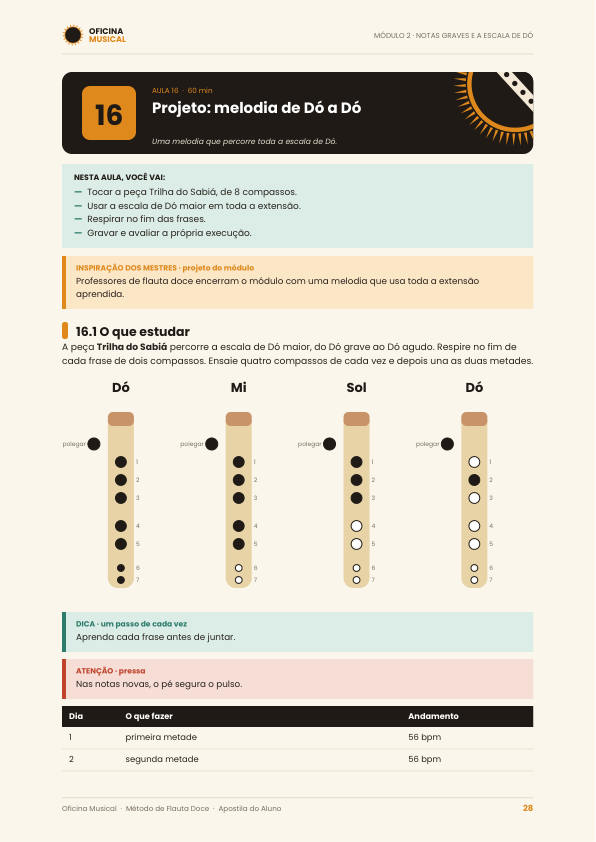 OFICINA
MUSICAL
MÓDULO 2 · NOTAS GRAVES E A ESCALA DE DÓ
16
AULA 16 · 60 min
Projeto: melodia de Dó a Dó
Uma melodia que percorre toda a escala de Dó.
NESTA AULA, VOCÊ VAI:
— Tocar a peça Trilha do Sabiá, de 8 compassos.
— Usar a escala de Dó maior em toda a extensão.
— Respirar no fim das frases.
— Gravar e avaliar a própria execução.
INSPIRAÇÃO DOS MESTRES · projeto do módulo
Professores de flauta doce encerram o módulo com uma melodia que usa toda a extensão
aprendida.
16.1 O que estudar
A peça Trilha do Sabiá percorre a escala de Dó maior, do Dó grave ao Dó agudo. Respire no fim de
cada frase de dois compassos. Ensaie quatro compassos de cada vez e depois una as duas metades.
Dó Mi Sol Dó
polegar polegar polegar polegar
1 1 1 1
2 2 2 2
3 3 3 3
4 4 4 4
5 5 5 5
6 6 6 6
7 7 7 7
DICA · um passo de cada vez
Aprenda cada frase antes de juntar.
ATENÇÃO · pressa
Nas notas novas, o pé segura o pulso.
Dia O que fazer Andamento
1 primeira metade 56 bpm
2 segunda metade 56 bpm
Oficina Musical · Método de Flauta Doce · Apostila do Aluno
28